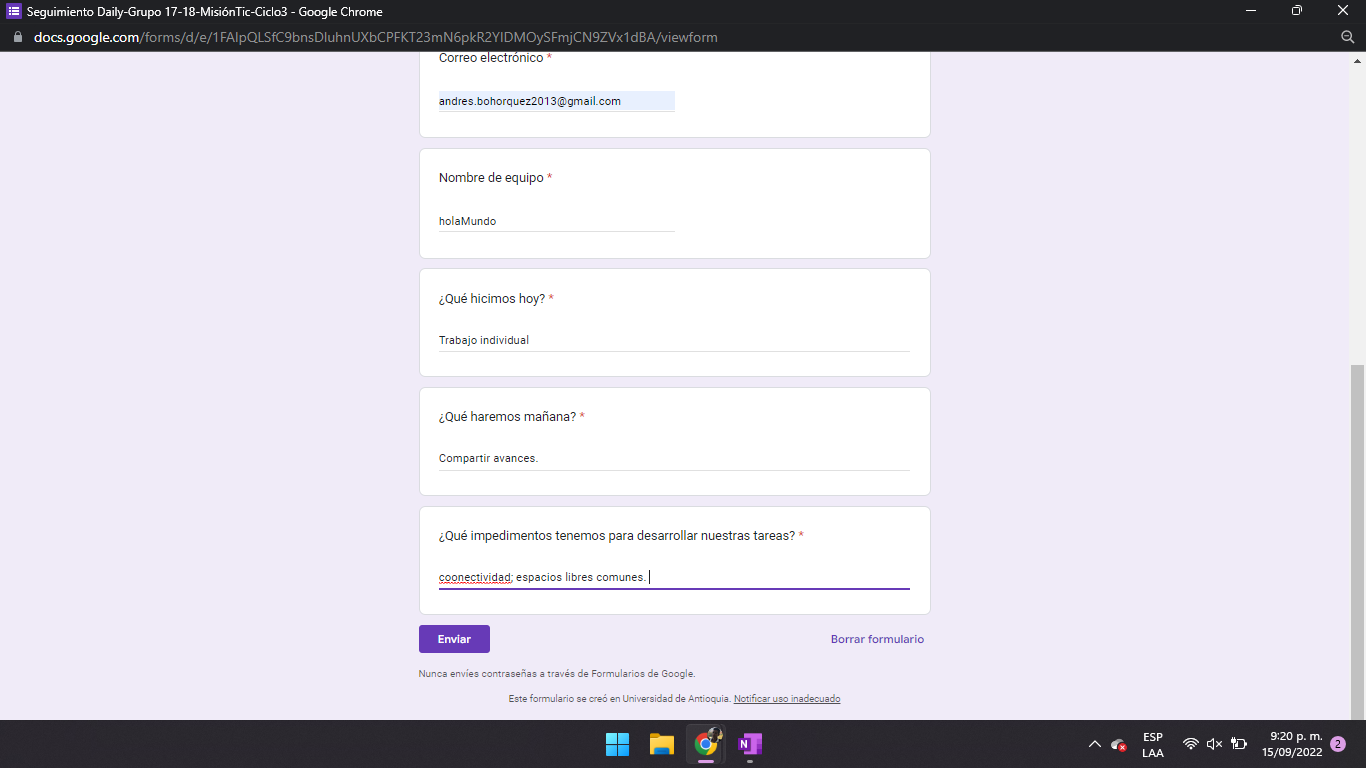 Seguimiento Daily-Grupo 17-18-MisiónTic-Ciclo3 - Google Chrome
docs.google.com/forms/d/e/1FAIpQLSfC9bnsDIuhnUXbCPFKT23mN6pkR2YIDMOySFmjCN9ZVx1dBA/viewform
Correo electrónico *
andres.bohorquez2013@gmail.com
Nombre de equipo *
holaMundo
¿Qué hicimos hoy? *
Trabajo individual
¿Qué haremos mañana? *
Compartir avances.
¿Qué impedimentos tenemos para desarrollar nuestras tareas? *
coonectividad; espacios libres comunes.
Enviar
Borrar formulario
Nunca envíes contraseñas a través de Formularios de Google.
Este formulario se creó en Universidad de Antioquia. Notificar uso inadecuado
N
ESP
LAA
9:20 p. m.
15/09/2022
2